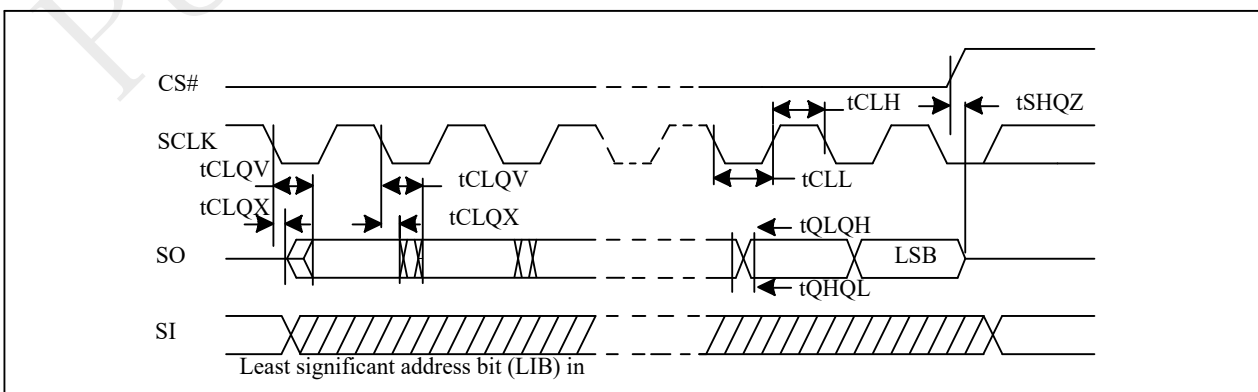 CS#
tCLH
tSHQZ
SCLK
tCLQV
tCLQV
tCLL
tCLQX
tCLQX
tQLQH
SO
LSB
tQHQL
SI
Least significant address bit (LIB) in